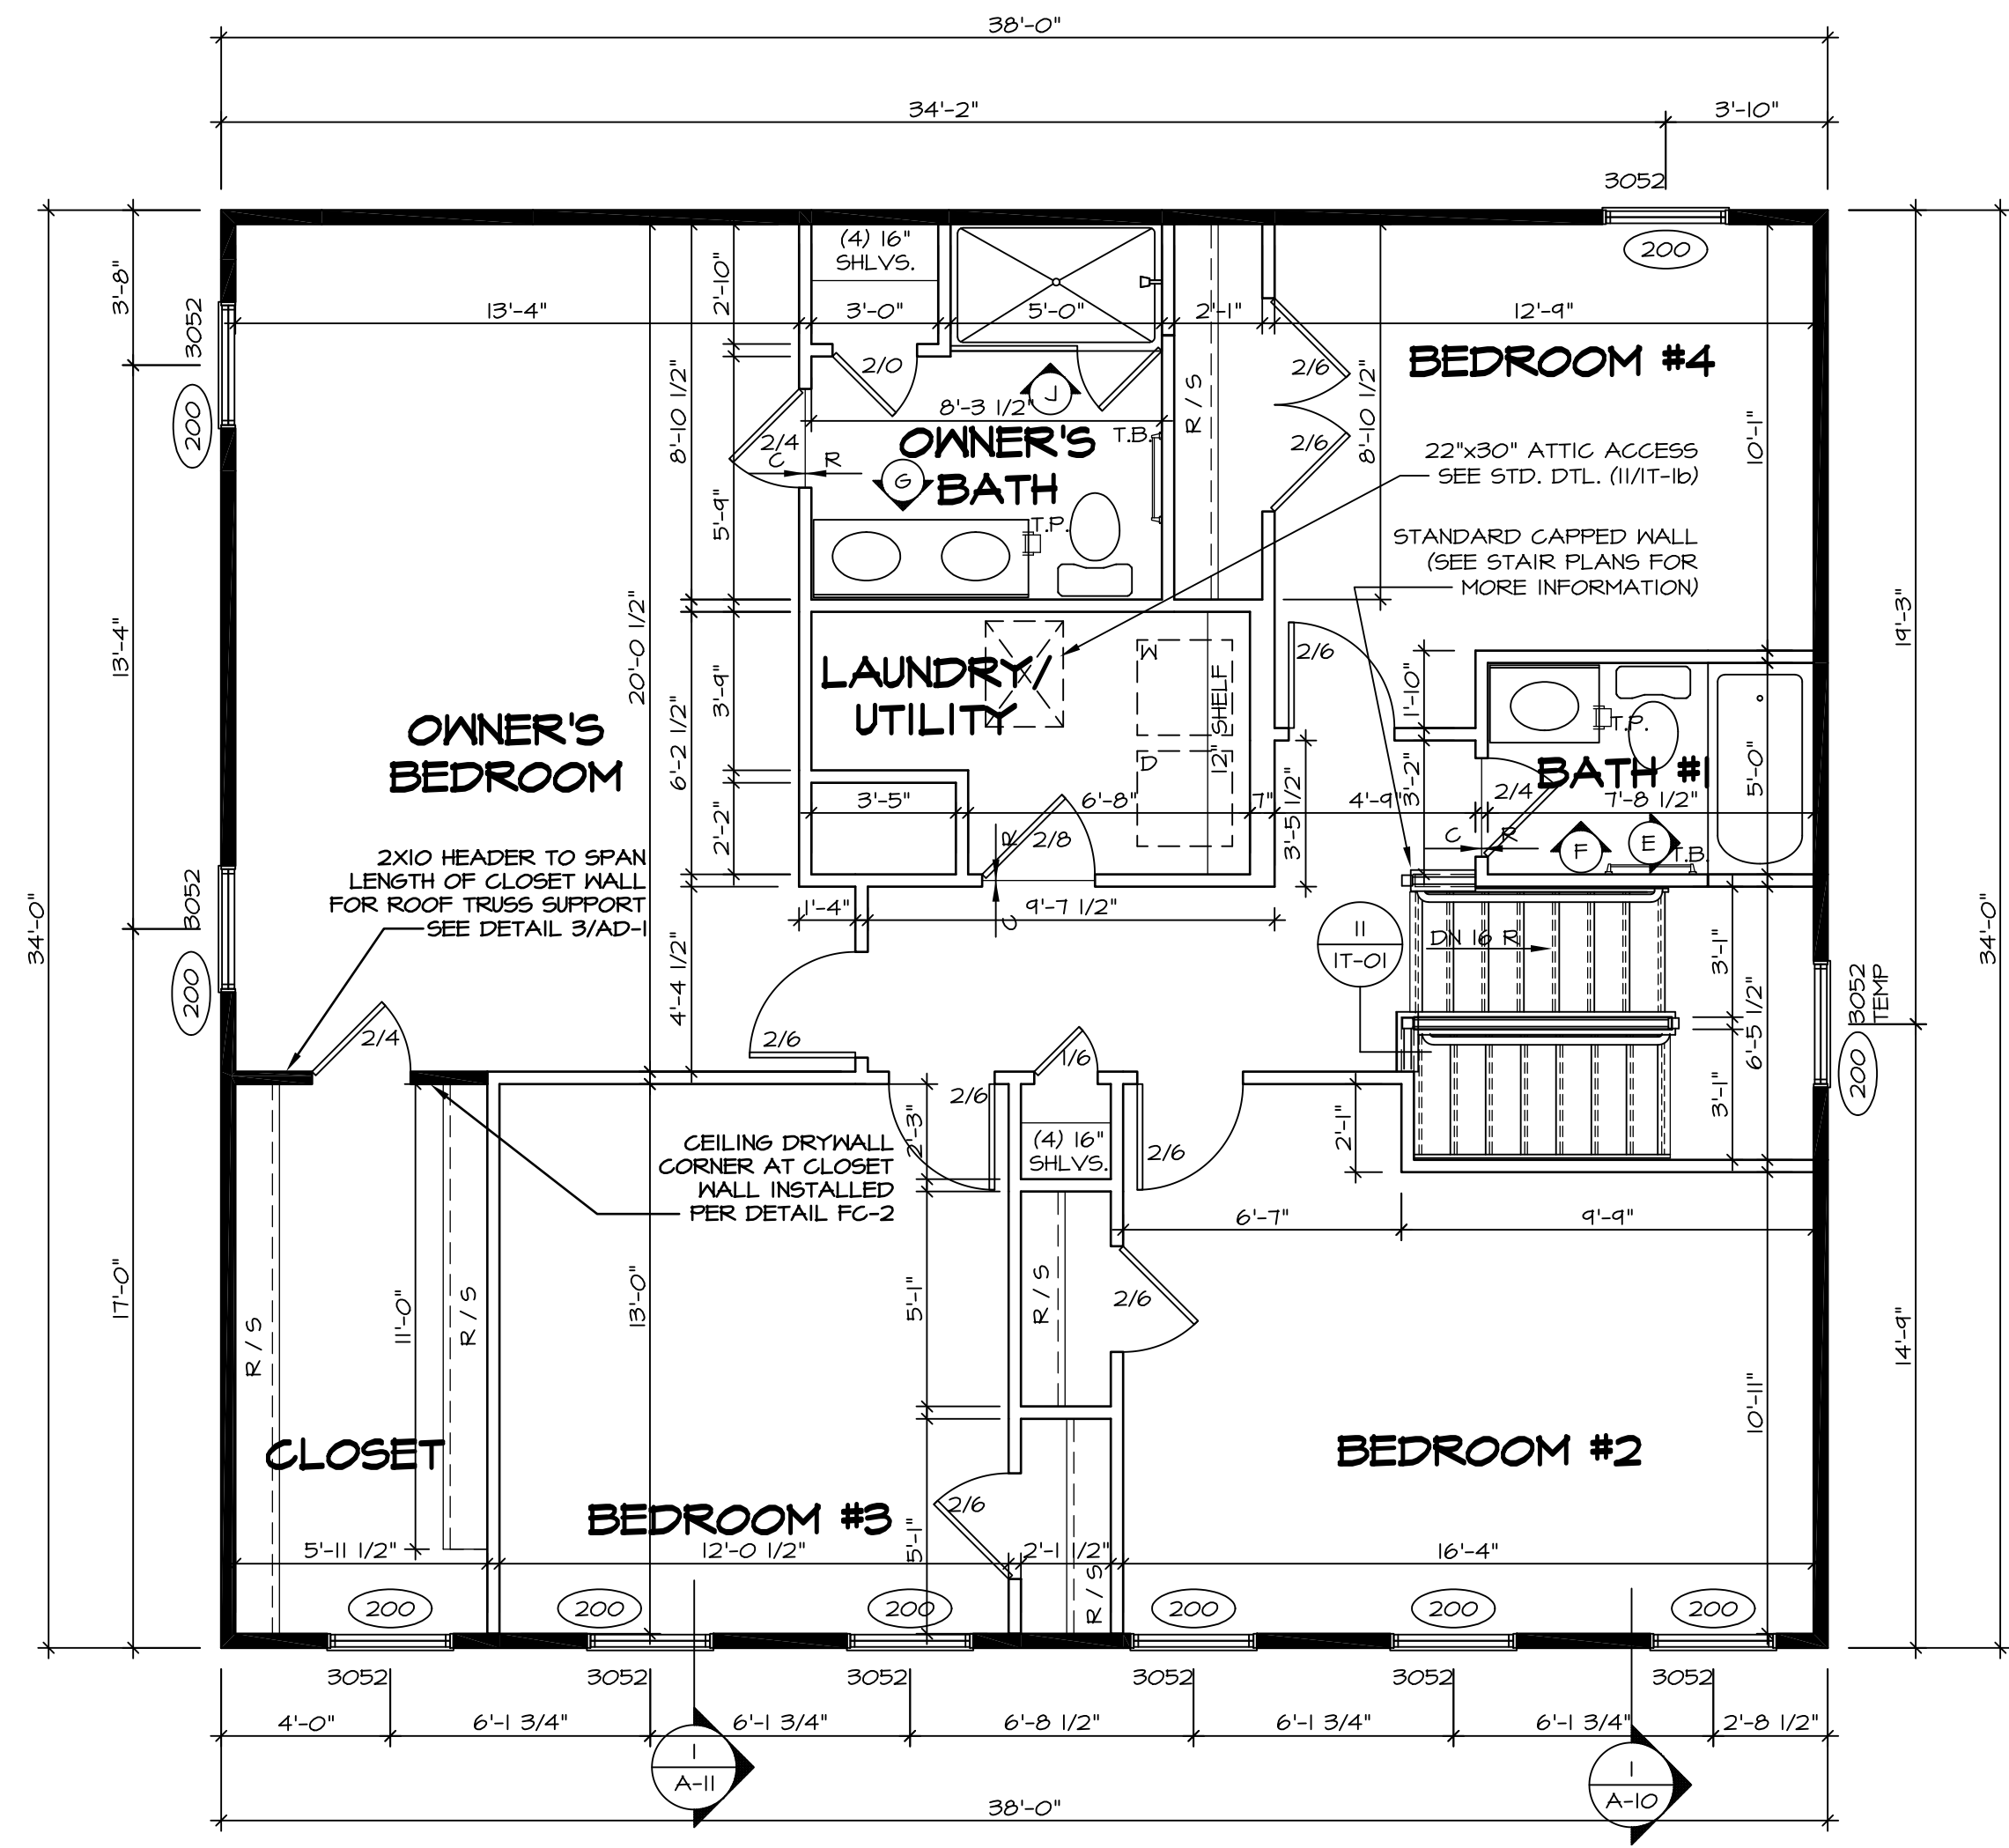 38'-0"
34'-2"
3'-10"
3052
200
3'-8"
13'-4"
17'-0"
34'-0"
3052
200
3052
200
(4) 16"
SHLVS.
2'-10"
13'-4"
3'-0"
5'-0"
2'-1"
12'-9"
2/0
2/6
BEDROOM #4
8'-10 1/2"
8'-3 1/2"
J
R / S
8'-10 1/2"
10'-1"
2/4
C
R
OWNER'S
BATH
T.B.
2/6
G
T.P.
5'-9"
22"x30" ATTIC ACCESS
SEE STD. DTL. (11/IT-1b)
STANDARD CAPPED WALL
(SEE STAIR PLANS FOR
MORE INFORMATION)
19'-3"
20'-0 1/2"
LAUNDRY/
UTILITY
W
D
12" SHELF
2/6
1'-10"
3'-9"
6'-2 1/2"
OWNER'S
BEDROOM
T.P.
BATH #1
5'-0"
3'-2"
2/4
7'-8 1/2"
3'-5"
6'-8"
7"
4'-9"
2'-2"
R
2/8
C
3'-5 1/2"
C
R
F
E
T.B.
2X10 HEADER TO SPAN
LENGTH OF CLOSET WALL
FOR ROOF TRUSS SUPPORT
SEE DETAIL 3/AD-1
1'-4"
9'-7 1/2"
11
IT-01
DN 16 R
3'-1"
6'-5 1/2"
3'-1"
3052
TEMP
200
34'-0"
4'-4 1/2"
2/4
2/6
1/6
2/6
2'-3"
(4) 16"
SHLVS.
2/6
2'-1"
CEILING DRYWALL
CORNER AT CLOSET
WALL INSTALLED
PER DETAIL FC-2
6'-7"
9'-9"
R / S
11'-0"
R / S
13'-0"
5'-1"
R / S
2/6
10'-11"
14'-9"
CLOSET
BEDROOM #3
2/6
BEDROOM #2
5'-1"
5'-11 1/2"
12'-0 1/2"
2'-1 1/2"
16'-4"
R / S
200
200
200
200
200
200
3052
3052
3052
3052
3052
3052
4'-0"
6'-1 3/4"
6'-1 3/4"
6'-8 1/2"
6'-1 3/4"
6'-1 3/4"
2'-8 1/2"
1
A-11
1
A-10
38'-0"